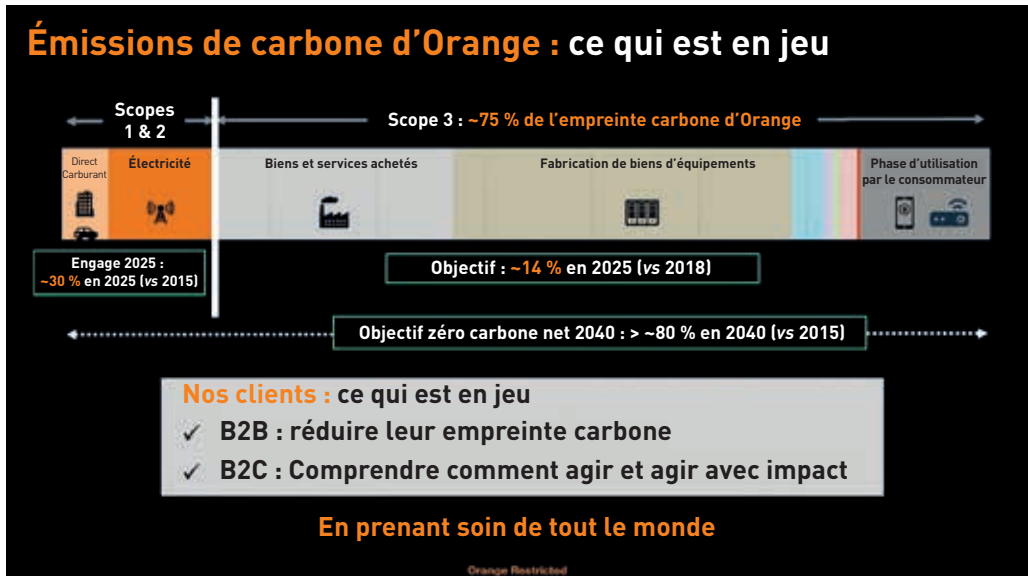 Émissions de carbone d’Orange : ce qui est en jeu
Scopes
1 & 2
Scope 3 : ~75 % de l’empreinte carbone d’Orange
Direct
Carburant
Électricité
Biens et services achetés
Fabrication de biens d’équipements
Phase d’utilisation
par le consommateur
Engage 2025 :
~30 % en 2025 (vs 2015)
Objectif : ~14 % en 2025 (vs 2018)
Objectif zéro carbone net 2040 : > ~80 % en 2040 (vs 2015)
Nos clients : ce qui est en jeu
✓ B2B : réduire leur empreinte carbone
✓ B2C : Comprendre comment agir et agir avec impact
En prenant soin de tout le monde
Orange Restricted